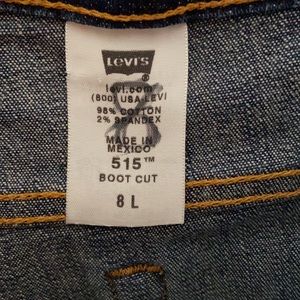 LEVI'S
®
levi.com
(800) USA-LEVI
98% COTTON
2% SPANDEX
MADE IN
MEXICO
515™
BOOT CUT
8 L